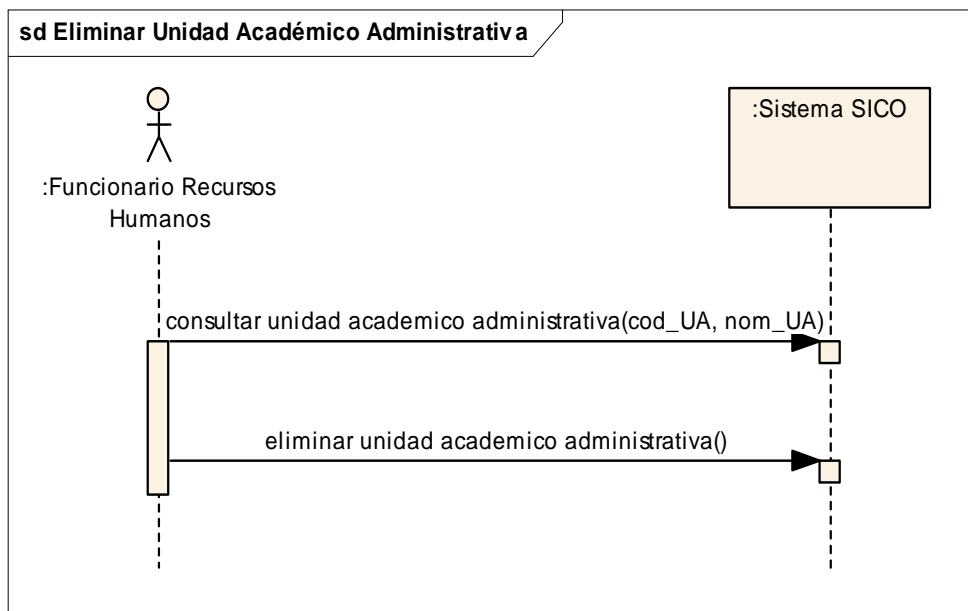 sd Eliminar Unidad Académico Administrativa
:Sistema SICO
:Funcionario Recursos
Humanos
consultar unidad academico administrativa(cod_UA, nom_UA)
eliminar unidad academico administrativa()